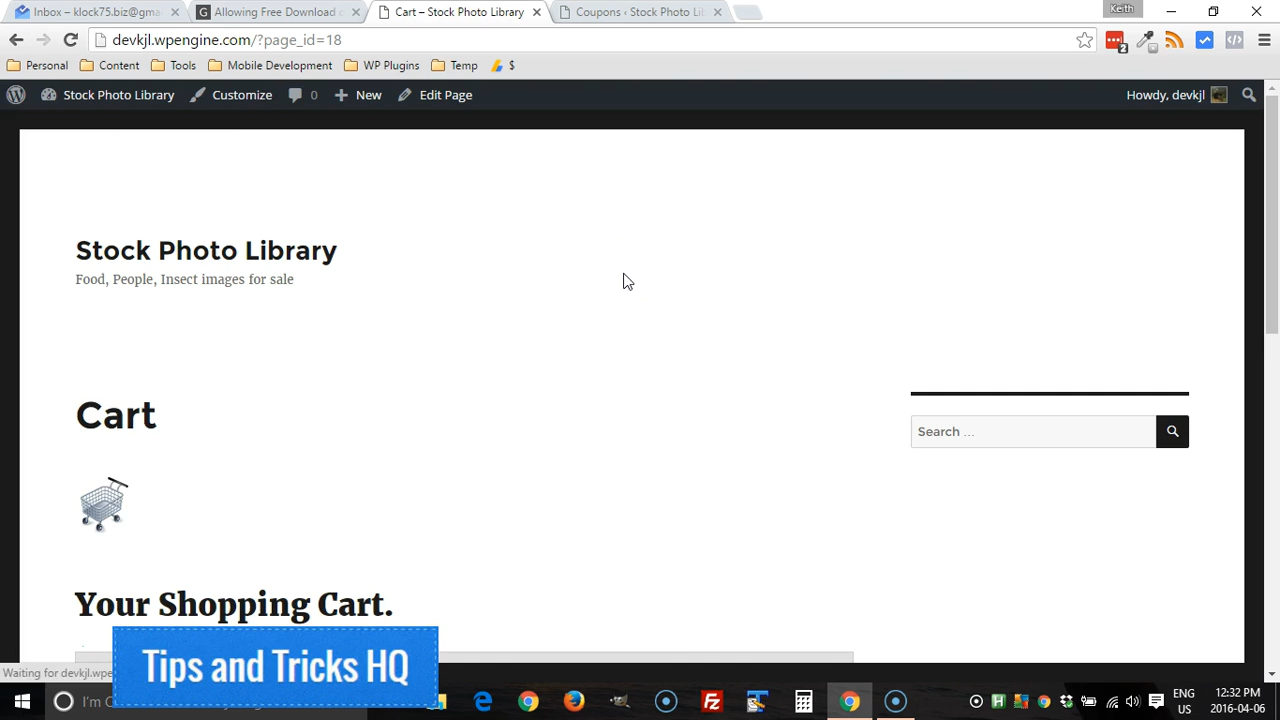 Inbox – klock75.biz@gma
Allowing Free Download o
Cart – Stock Photo Library
Coupons ‹ Stock Photo Lib
Keith
devkjl.wpengine.com/?page_id=18
2
Personal
Content
Tools
Mobile Development
WP Plugins
Temp
$
Stock Photo Library
Customize
0
New
Edit Page
Howdy, devkjl
Stock Photo Library
Food, People, Insect images for sale
Cart
Search ...
Your Shopping Cart.
Waiting for devkjl.wpe
Tips and Tricks HQ
I'm C
ENG
US
12:32 PM
2016-04-06